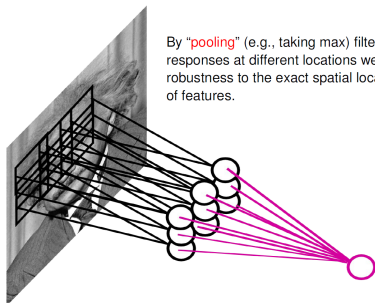 By “pooling” (e.g., taking max) filte
responses at different locations we
robustness to the exact spatial loca
of features.